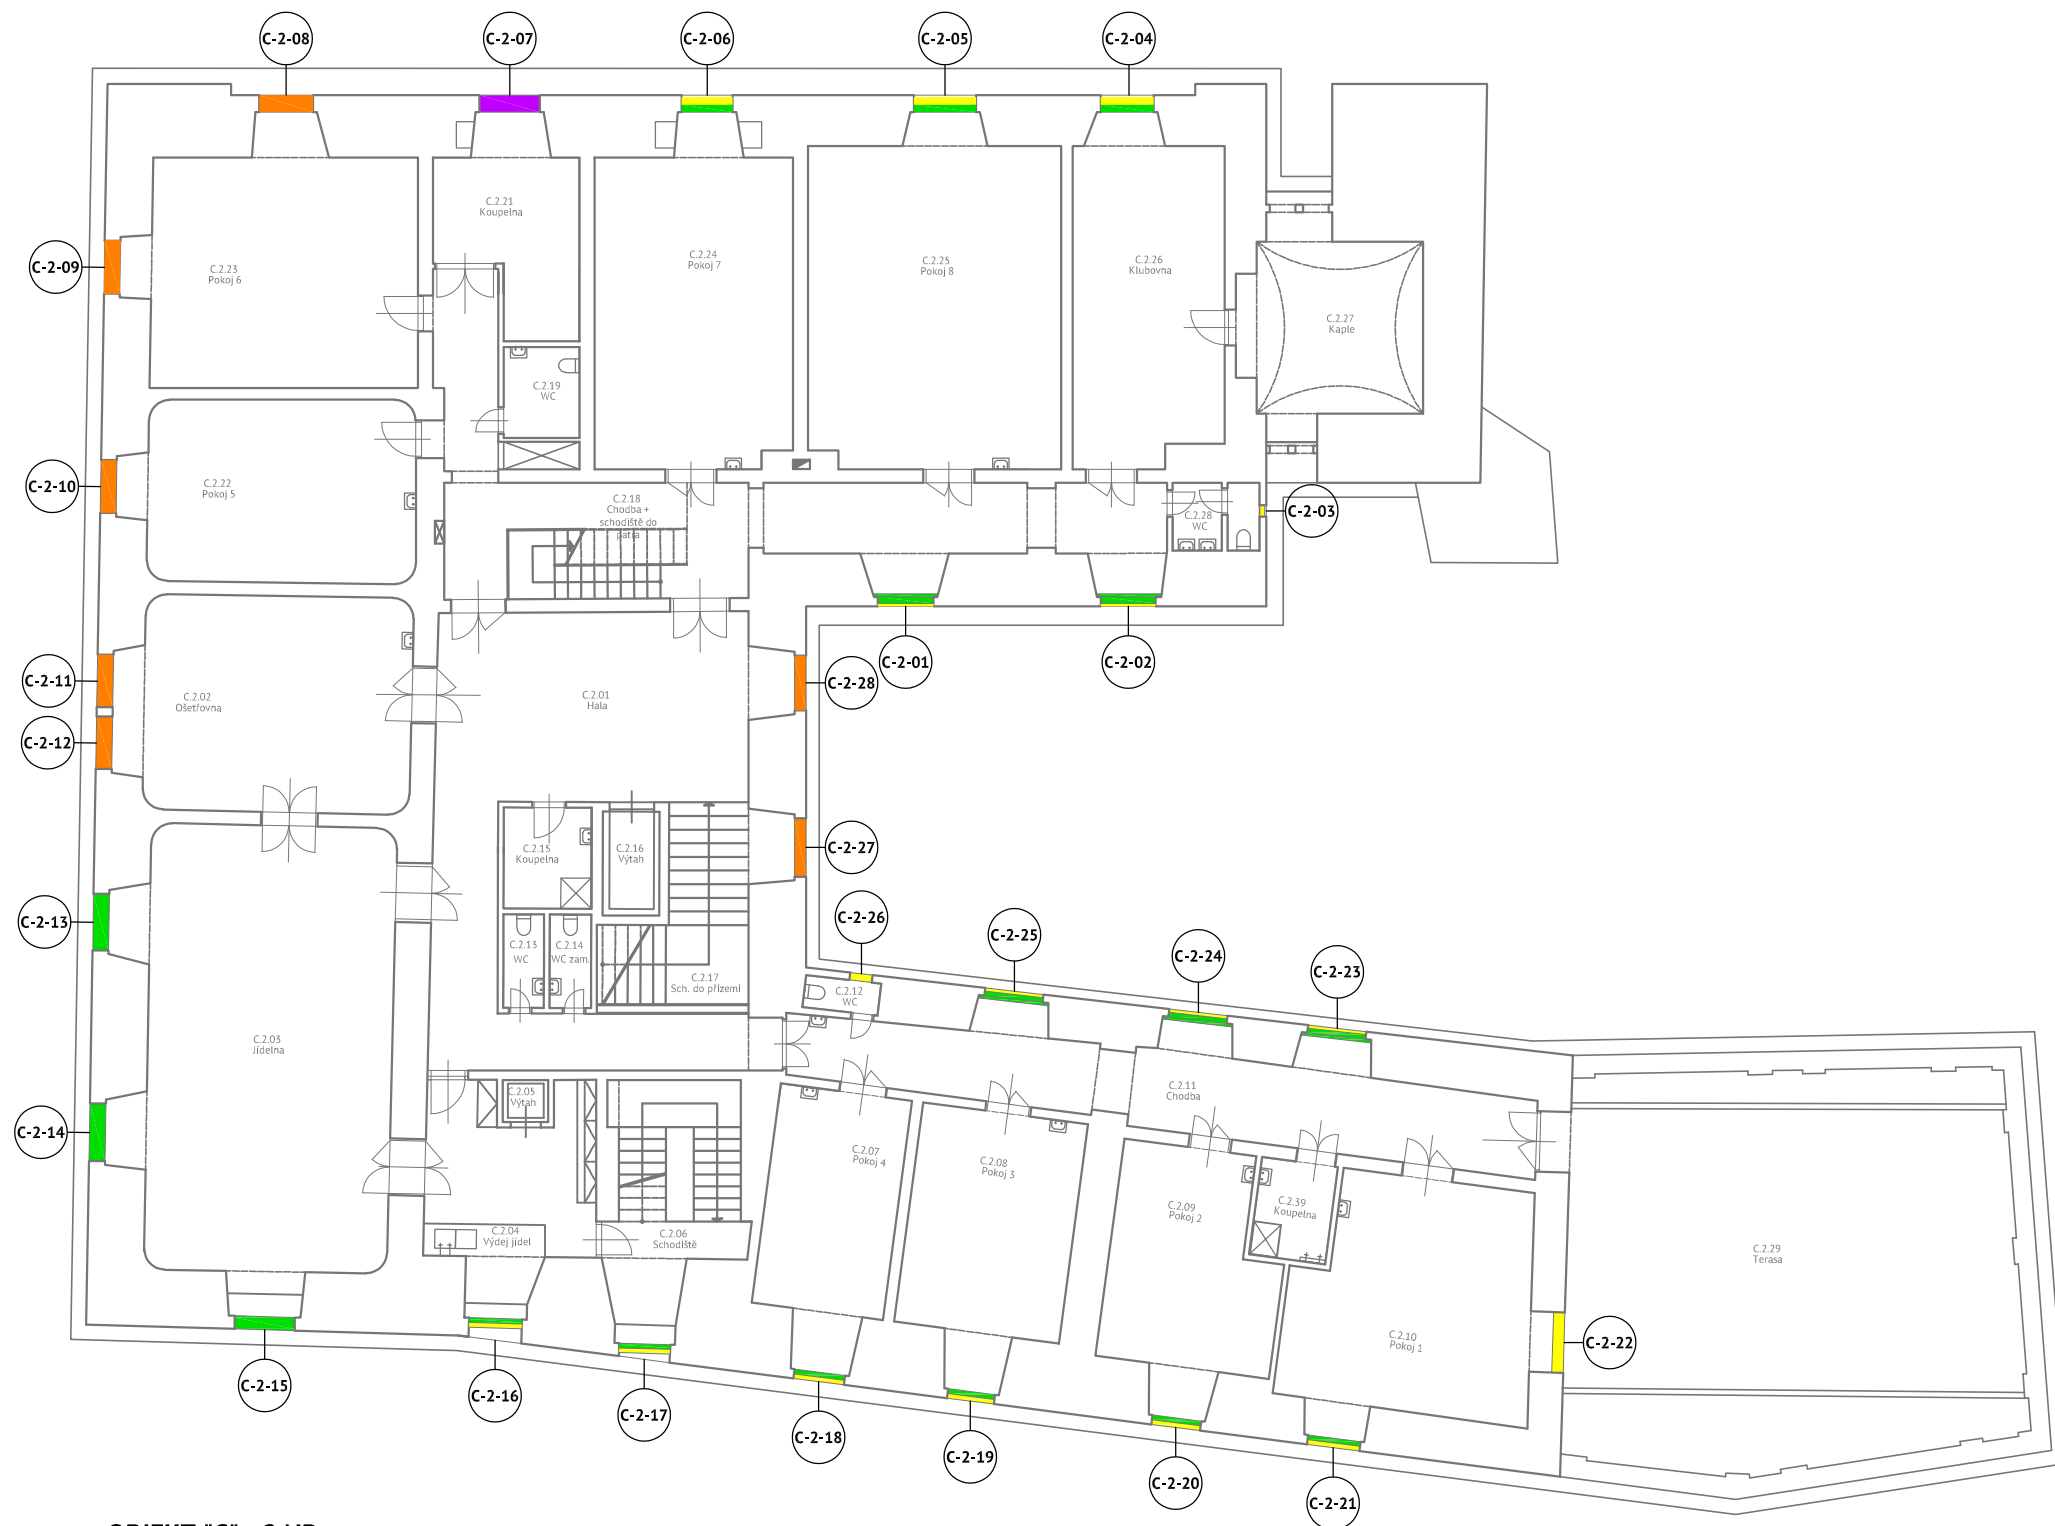 C-2-08
C-2-07
C-2-06
C-2-05
C-2-04
C.2.21
Koupelna
C-2-09
C.2.23
Pokoj 6
C.2.24
Pokoj 7
C.2.25
Pokoj 8
C.2.26
Klubovna
C.2.27
Kaple
C.2.19
WC
C-2-10
C.2.22
Pokoj 5
C.2.18
Chodba +
schodiště do
patra
C.2.28
WC
C-2-03
C-2-11
C-2-12
C.2.02
Ošetřovna
C.2.01
Hala
C-2-28
C-2-01
C-2-02
C.2.15
Koupelna
C.2.16
Výtah
C-2-27
C-2-13
C.2.13
WC
C.2.14
WC zam.
C.2.17
Sch. do přízemí
C-2-26
C-2-25
C-2-24
C-2-23
C.2.12
WC
C.2.03
Jídelna
C-2-14
C.2.05
Výtah
C.2.11
Chodba
C.2.07
Pokoj 4
C.2.08
Pokoj 3
C.2.09
Pokoj 2
C.2.39
Koupelna
C.2.04
Výdej jídel
C.2.06
Schodiště
C.2.10
Pokoj 1
C.2.29
Terasa
C-2-22
C-2-15
C-2-16
C-2-17
C-2-18
C-2-19
C-2-20
C-2-21